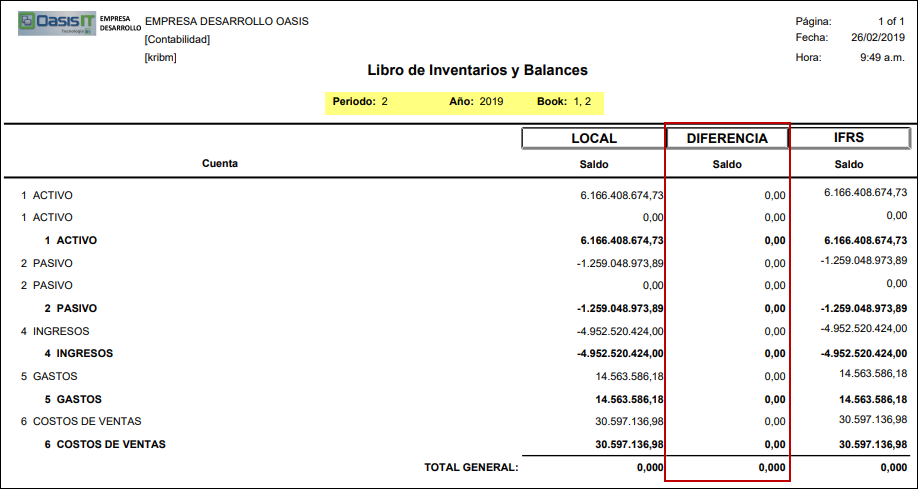 OasisIT EMPRESA DESARROLLO EMPRESA DESARROLLO OASIS Página: 1 of 1
Tecnología
[Contabilidad] Fecha: 26/02/2019
[kribm] Hora: 9:49 a.m.
Libro de Inventarios y Balances
Periodo: 2 Año: 2019 Book: 1, 2
LOCAL DIFERENCIA IFRS
Cuenta Saldo Saldo Saldo
1 ACTIVO 6.166.408.674,73 0,00 6.166.408.674,73
1 ACTIVO 0,00 0,00 0,00
1 ACTIVO 6.166.408.674,73 0,00 6.166.408.674,73
2 PASIVO -1.259.048.973,89 0,00 -1.259.048.973,89
2 PASIVO 0,00 0,00 0,00
2 PASIVO -1.259.048.973,89 0,00 -1.259.048.973,89
4 INGRESOS -4.952.520.424,00 0,00 -4.952.520.424,00
4 INGRESOS -4.952.520.424,00 0,00 -4.952.520.424,00
5 GASTOS 14.563.586,18 0,00 14.563.586,18
5 GASTOS 14.563.586,18 0,00 14.563.586,18
6 COSTOS DE VENTAS 30.597.136,98 0,00 30.597.136,98
6 COSTOS DE VENTAS 30.597.136,98 0,00 30.597.136,98
TOTAL GENERAL: 0,000 0,000 0,000